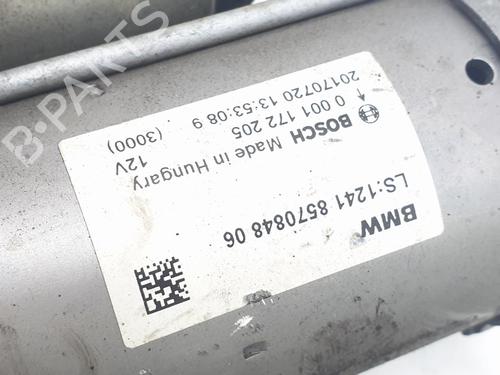 BMW
LS:1241 8570848 06
BOSCH Made in Hungary
0 001 172 205 12V
20170720 13:53:08 9 (3000)
B-PARTS